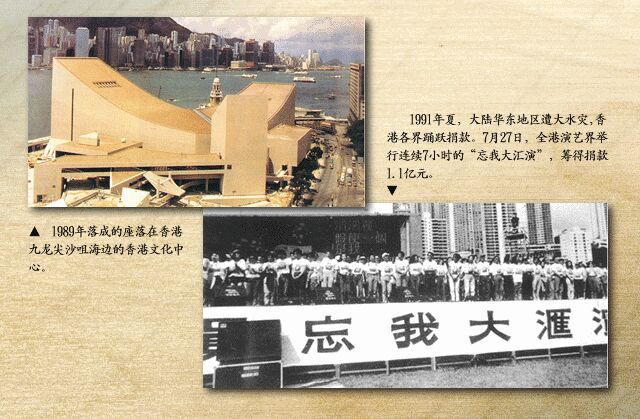 1991年夏，大陆华东地区遭大水灾，香
港各界踊跃捐款。7月27日，全港演艺界举
行连续7小时的“忘我大汇演”，筹得捐款
1.1亿元。
▼
▲ 1989年落成的座落在香港
九龙尖沙咀海边的香港文化中
心。
忘我大滙演